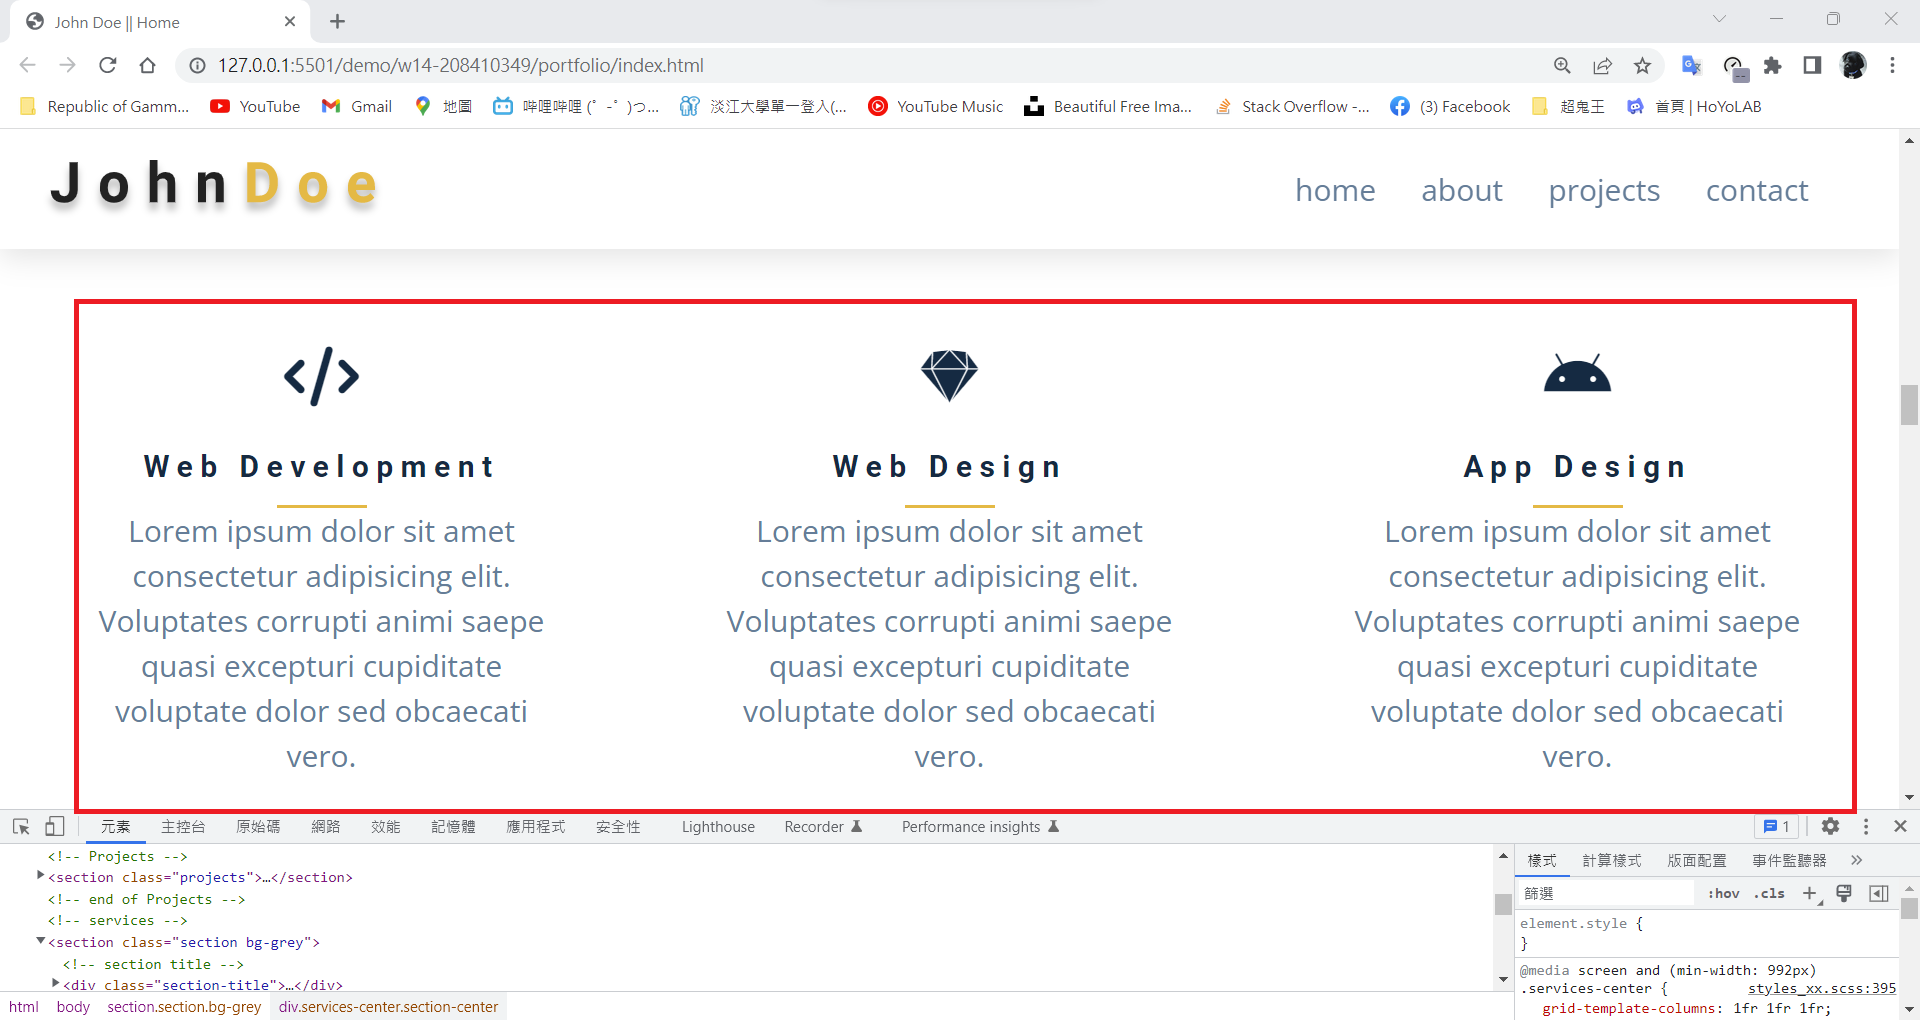 John Doe || Home
127.0.0.1:5501/demo/w14-208410349/portfolio/index.html
Republic of Gamm... YouTube Gmail 地圖 哔哩哔哩 (゜-゜)つ... 淡江大學單一登入(... YouTube Music Beautiful Free Ima... Stack Overflow -... (3) Facebook 超鬼王 首頁 | HoYoLAB
JohnDoe home about projects contact
Web Development
Lorem ipsum dolor sit amet
consectetur adipisicing elit.
Voluptates corrupti animi saepe
quasi excepturi cupiditate
voluptate dolor sed obcaecati
vero.
Web Design
Lorem ipsum dolor sit amet
consectetur adipisicing elit.
Voluptates corrupti animi saepe
quasi excepturi cupiditate
voluptate dolor sed obcaecati
vero.
App Design
Lorem ipsum dolor sit amet
consectetur adipisicing elit.
Voluptates corrupti animi saepe
quasi excepturi cupiditate
voluptate dolor sed obcaecati
vero.
元素 主控台 原始碼 網路 效能 記憶體 應用程式 安全性 Lighthouse Recorder Performance insights 1
<!-- Projects -->
<section class="projects">…</section>
<!-- end of Projects -->
<!-- services -->
<section class="section bg-grey">
<!-- section title -->
<div class="section-title">…</div>
html body section.section.bg-grey div.services-center.section-center
樣式 計算樣式 版面配置 事件監聽器 »
篩選 :hov .cls
element.style {
}
@media screen and (min-width: 992px)
.services-center { styles_xx.scss:395
grid-template-columns: 1fr 1fr 1fr;